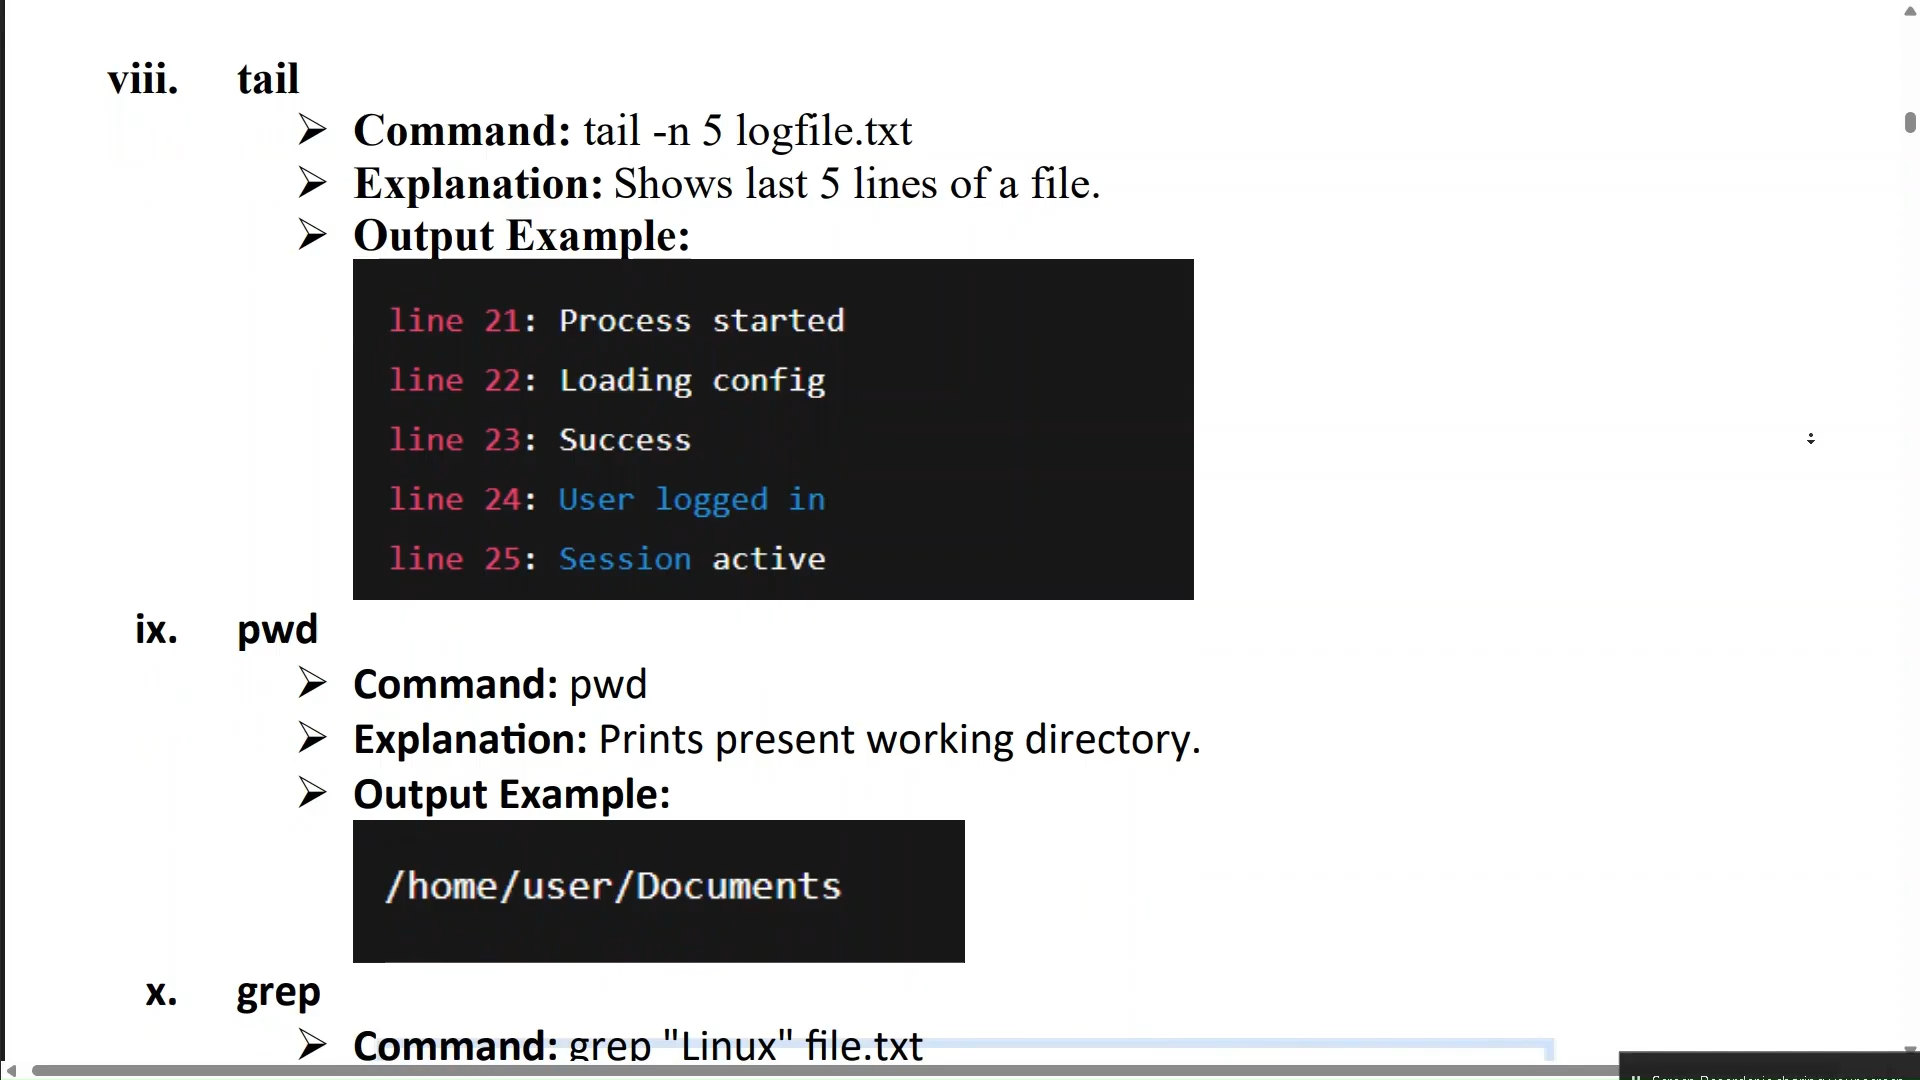 viii. tail
➢ Command: tail -n 5 logfile.txt
➢ Explanation: Shows last 5 lines of a file.
➢ Output Example:
line 21: Process started
line 22: Loading config
line 23: Success
line 24: User logged in
line 25: Session active
ix. pwd
➢ Command: pwd
➢ Explanation: Prints present working directory.
➢ Output Example:
/home/user/Documents
x. grep
➢ Command: grep "Linux" file.txt